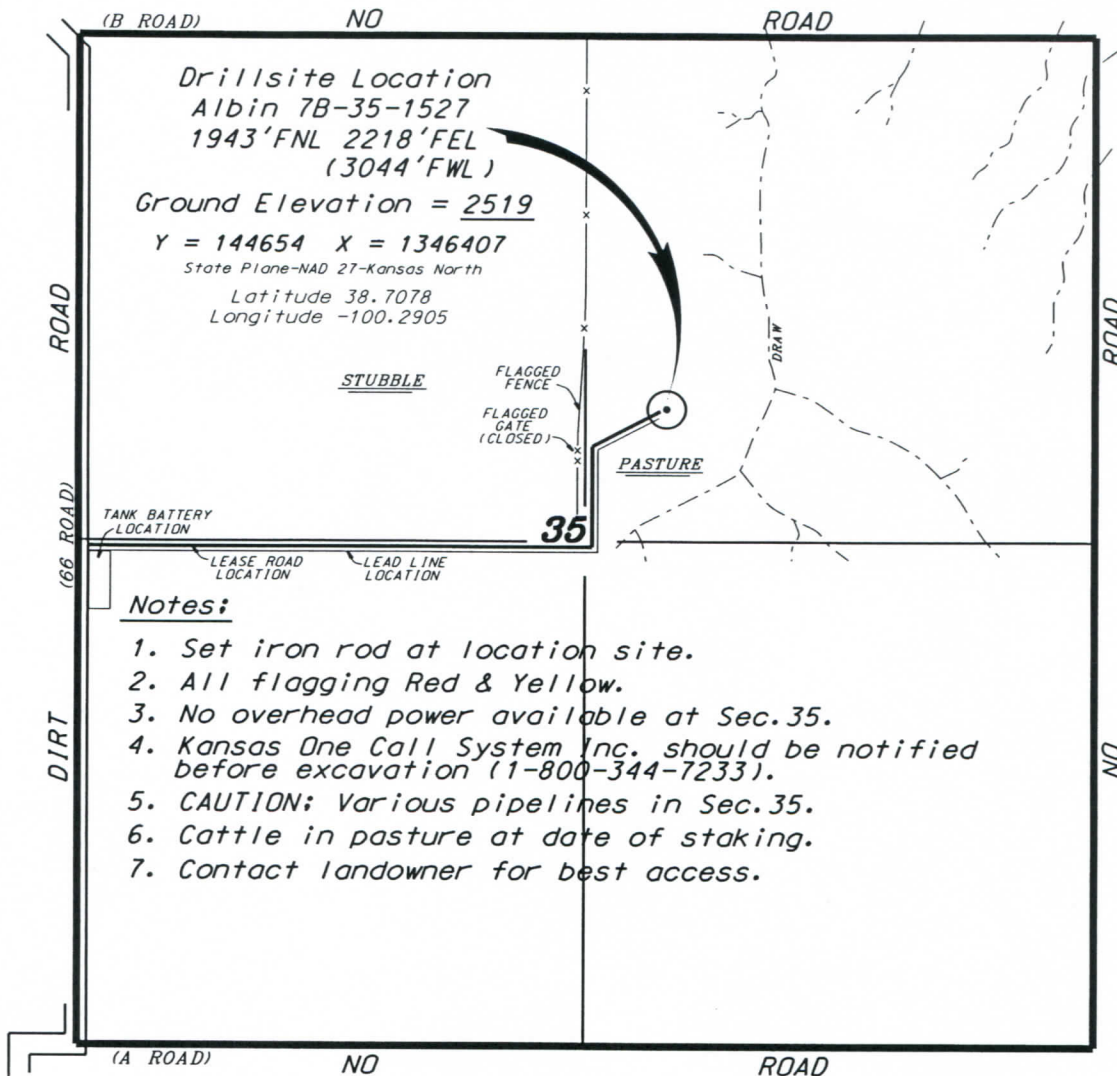 (B ROAD) NO ROAD
Drillsite Location
Albin 7B-35-1527
1943'FNL 2218'FEL
(3044'FWL)
Ground Elevation = 2519
Y = 144654 X = 1346407
State Plane-NAD 27-Kansas North
Latitude 38.7078
Longitude -100.2905
ROAD
ROAD
DRAW
STUBBLE
FLAGGED
FENCE
FLAGGED
GATE
(CLOSED)
PASTURE
(66 ROAD)
TANK BATTERY
LOCATION
35
LEASE ROAD
LOCATION
LEAD LINE
LOCATION
Notes:
1. Set iron rod at location site.
2. All flagging Red & Yellow.
3. No overhead power available at Sec.35.
4. Kansas One Call System Inc. should be notified
before excavation (1-800-344-7233).
5. CAUTION: Various pipelines in Sec.35.
6. Cattle in pasture at date of staking.
7. Contact landowner for best access.
DIRT
NO
(A ROAD) NO ROAD